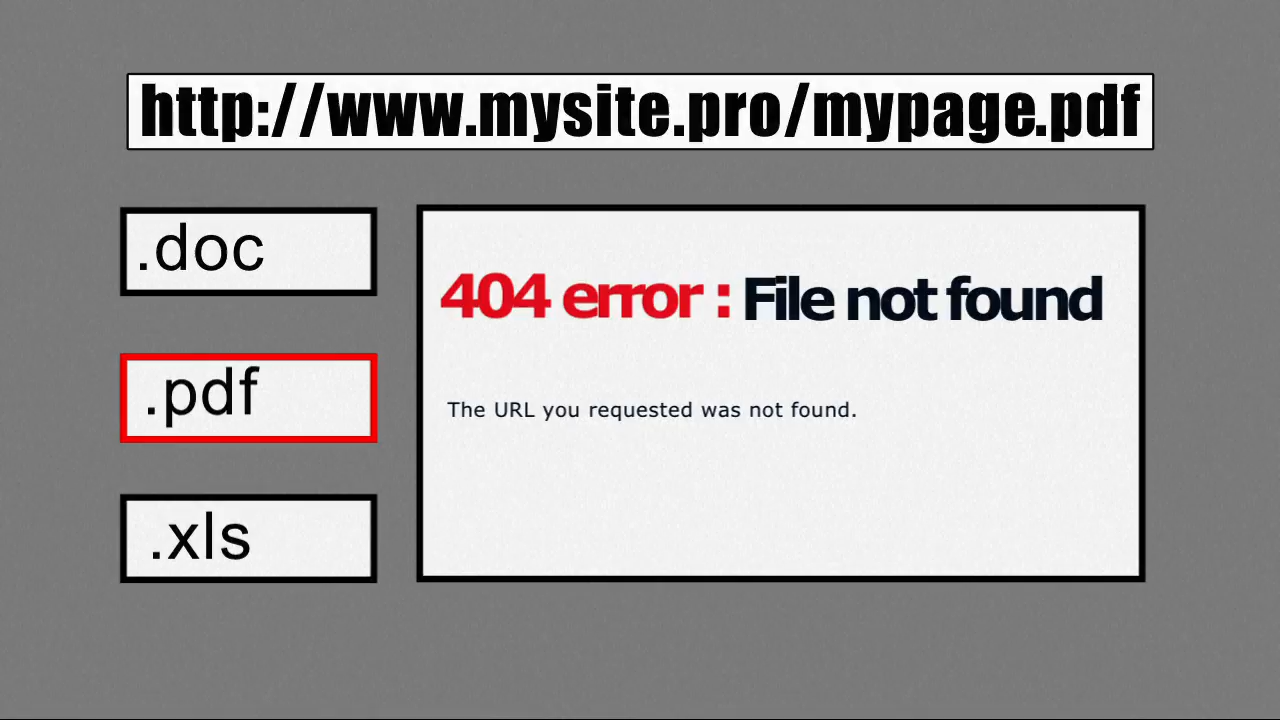 http://www.mysite.pro/mypage.pdf
.doc
.pdf
.xls
404 error : File not found
The URL you requested was not found.